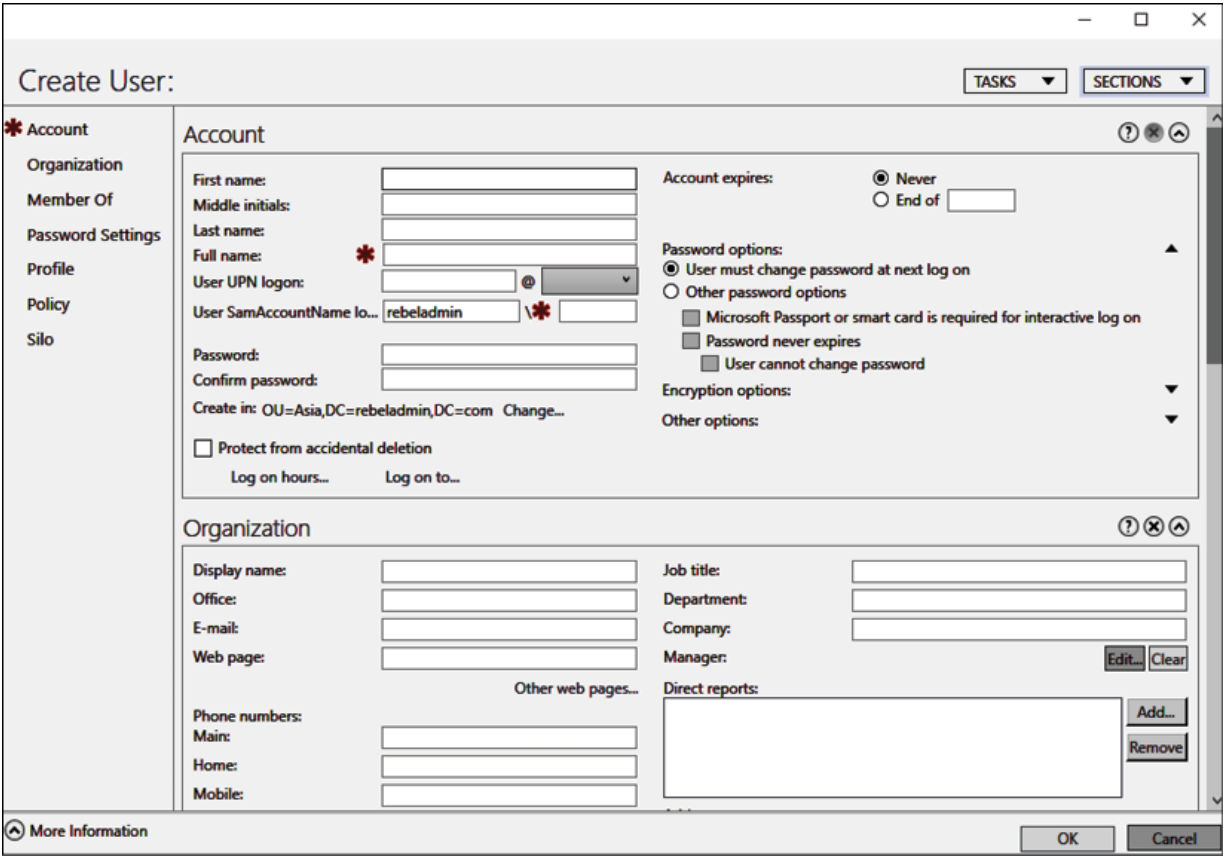 Create User:
TASKS
SECTIONS
✱ Account
Organization
Member Of
Password Settings
Profile
Policy
Silo
Account
First name:
Middle initials:
Last name:
Full name: ✱
User UPN logon: @
User SamAccountName lo... rebeladmin \✱
Password:
Confirm password:
Create in: OU=Asia,DC=rebeladmin,DC=com Change...
Protect from accidental deletion
Log on hours... Log on to...
Account expires: Never
End of
Password options:
User must change password at next log on
Other password options
Microsoft Passport or smart card is required for interactive log on
Password never expires
User cannot change password
Encryption options:
Other options:
Organization
Display name:
Office:
E-mail:
Web page:
Other web pages...
Phone numbers:
Main:
Home:
Mobile:
Job title:
Department:
Company:
Manager: Edit... Clear
Direct reports:
Add...
Remove
More Information
OK
Cancel